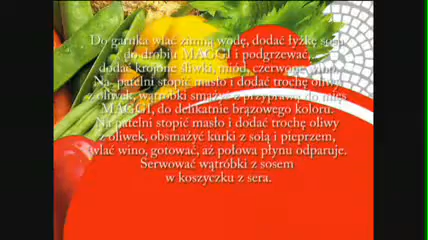 Do garnka wlać zimną wodę, dodać łyżkę sosu
do drobiu MAGGI i podgrzewać,
dodać krojone śliwki, miód, czerwone wino.
Na patelni stopić masło i dodać trochę oliwy
z oliwek, wątróbki smażyć z przyprawą do mięs
MAGGI, do delikatnie brązowego koloru.
Na patelni stopić masło i dodać trochę oliwy
z oliwek, obsmażyć kurki z solą i pieprzem,
wlać wino, gotować, aż połowa płynu odparuje.
Serwować wątróbki z sosem
w koszyczku z sera.